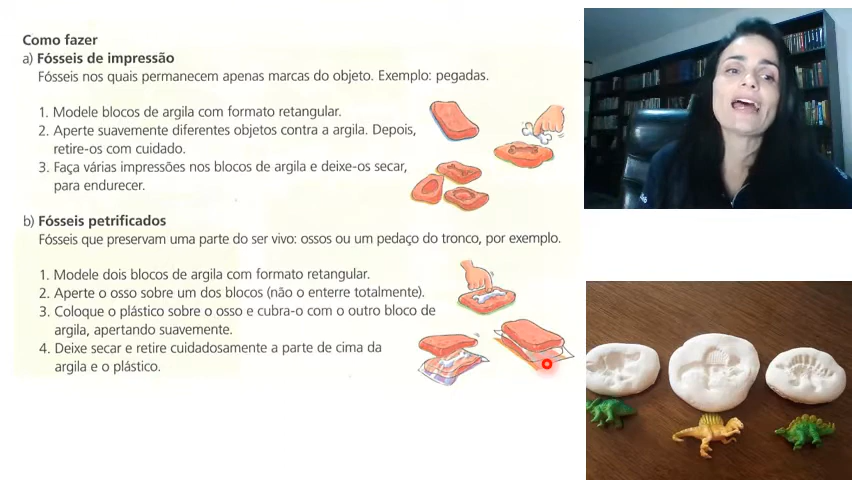 Como fazer
a) Fósseis de impressão
Fósseis nos quais permanecem apenas marcas do objeto. Exemplo: pegadas.
1. Modele blocos de argila com formato retangular.
2. Aperte suavemente diferentes objetos contra a argila. Depois,
retire-os com cuidado.
3. Faça várias impressões nos blocos de argila e deixe-os secar,
para endurecer.
b) Fósseis petrificados
Fósseis que preservam uma parte do ser vivo: ossos ou um pedaço do tronco, por exemplo.
1. Modele dois blocos de argila com formato retangular.
2. Aperte o osso sobre um dos blocos (não o enterre totalmente).
3. Coloque o plástico sobre o osso e cubra-o com o outro bloco de
argila, apertando suavemente.
4. Deixe secar e retire cuidadosamente a parte de cima da
argila e o plástico.